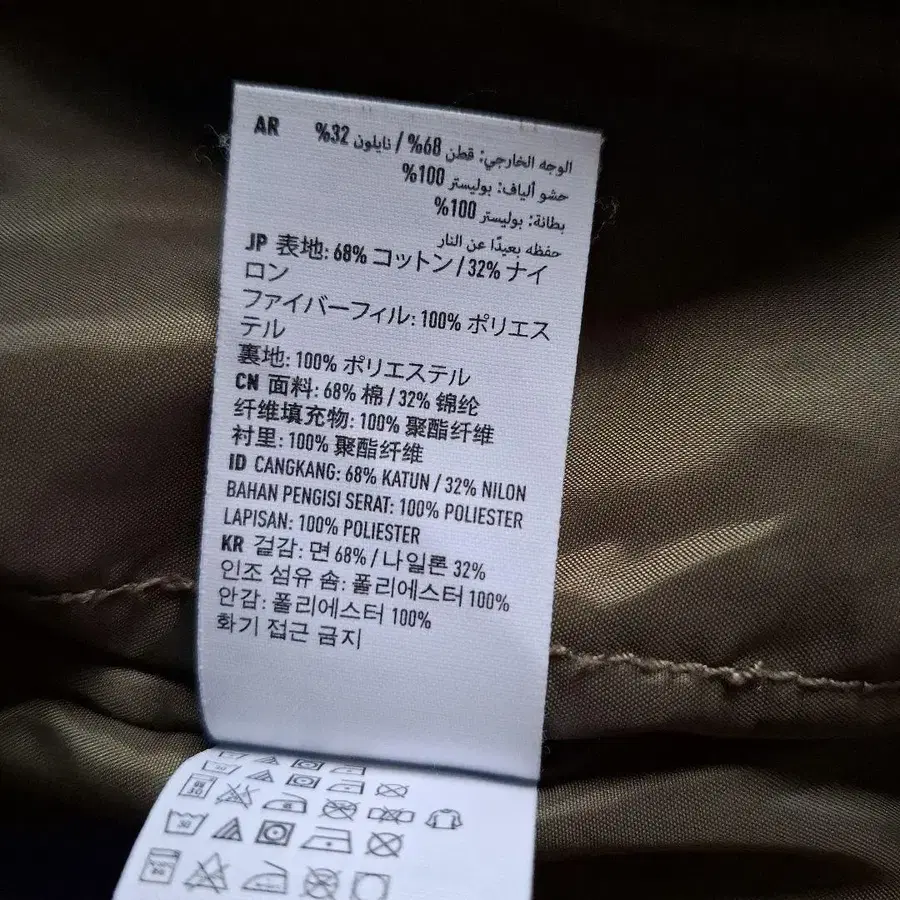 AR الوجه الخارجي: قطن 68% / نايلون 32%
حشو ألياف: بوليستر 100%
بطانة: بوليستر 100%
حفظه بعيدًا عن النار
JP 表地: 68% コットン / 32% ナイ
ロン
ファイバーフィル: 100% ポリエス
テル
裏地: 100% ポリエステル
CN 面料: 68% 棉 / 32% 锦纶
纤维填充物: 100% 聚酯纤维
衬里: 100% 聚酯纤维
ID CANGKANG: 68% KATUN / 32% NILON
BAHAN PENGISI SERAT: 100% POLIESTER
LAPISAN: 100% POLIESTER
KR 겉감: 면 68% / 나일론 32%
인조 섬유 솜: 폴리에스터 100%
안감: 폴리에스터 100%
화기 접근 금지